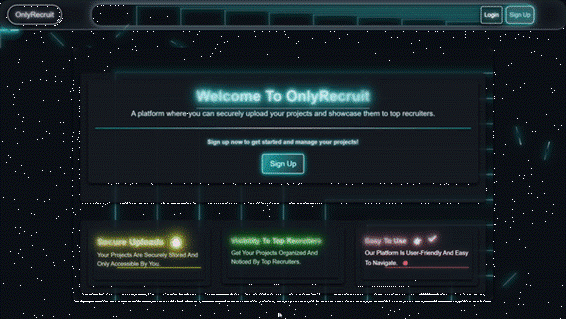 OnlyRecruit
Login
Sign Up
Welcome To OnlyRecruit
A platform where you can securely upload your projects and showcase them to top recruiters.
Sign up now to get started and manage your projects!
Sign Up
Secure Uploads
Your Projects Are Securely Stored And
Only Accessible By You.
Visibility To Top Recruiters
Get Your Projects Organized And
Noticed By Top Recruiters.
Easy To Use
Our Platform Is User-Friendly And Easy
To Navigate.